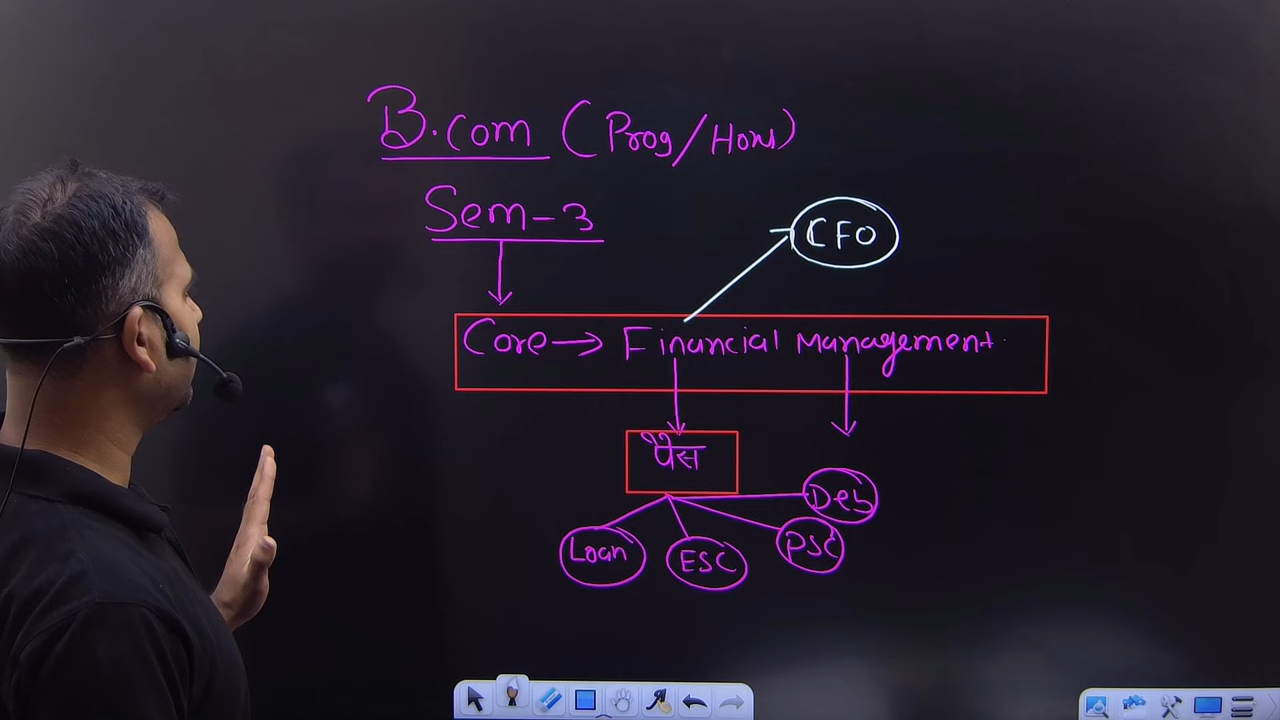 B.com (Prog/Hons)
Sem-3
CFO
Core → Financial Management
पैस
Deb
Loan
ESC
PSC